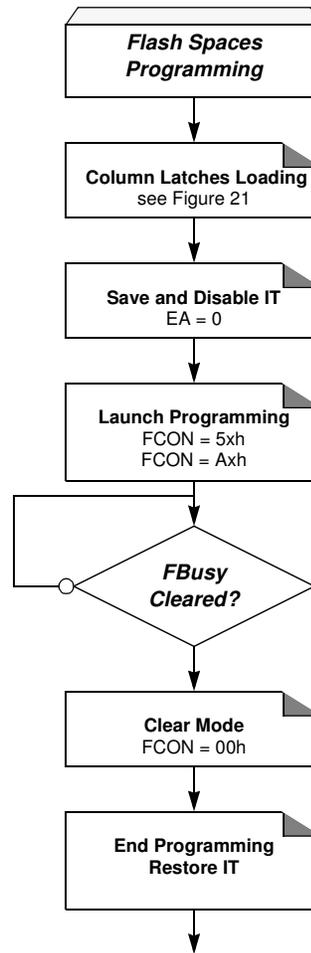 Flash Spaces
Programming
Column Latches Loading
see Figure 21
Save and Disable IT
EA = 0
Launch Programming
FCON = 5xh
FCON = Axh
FBusy
Cleared?
Clear Mode
FCON = 00h
End Programming
Restore IT